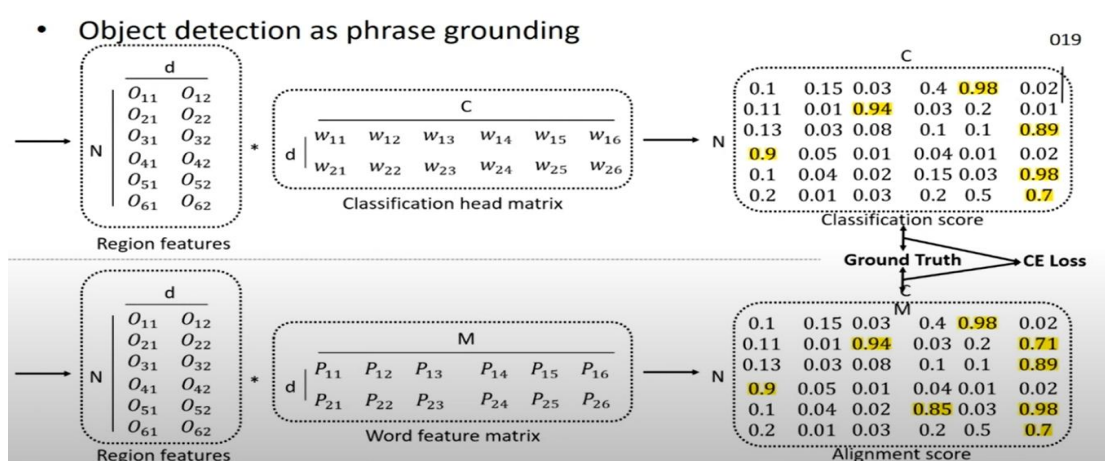 • Object detection as phrase grounding
019
d
N
O₁₁ O₁₂
O₂₁ O₂₂
O₃₁ O₃₂
O₄₁ O₄₂
O₅₁ O₅₂
O₆₁ O₆₂
Region features
*
C
d
w₁₁ w₁₂ w₁₃ w₁₄ w₁₅ w₁₆
w₂₁ w₂₂ w₂₃ w₂₄ w₂₅ w₂₆
Classification head matrix
C
N
0.1 0.15 0.03 0.4 0.98 0.02
0.11 0.01 0.94 0.03 0.2 0.01
0.13 0.03 0.08 0.1 0.1 0.89
0.9 0.05 0.01 0.04 0.01 0.02
0.1 0.04 0.02 0.15 0.03 0.98
0.2 0.01 0.03 0.2 0.5 0.7
Classification score
Ground Truth
CE Loss
d
N
O₁₁ O₁₂
O₂₁ O₂₂
O₃₁ O₃₂
O₄₁ O₄₂
O₅₁ O₅₂
O₆₁ O₆₂
Region features
*
M
d
P₁₁ P₁₂ P₁₃ P₁₄ P₁₅ P₁₆
P₂₁ P₂₂ P₂₃ P₂₄ P₂₅ P₂₆
Word feature matrix
C
M
N
0.1 0.15 0.03 0.4 0.98 0.02
0.11 0.01 0.94 0.03 0.2 0.71
0.13 0.03 0.08 0.1 0.1 0.89
0.9 0.05 0.01 0.04 0.01 0.02
0.1 0.04 0.02 0.85 0.03 0.98
0.2 0.01 0.03 0.2 0.5 0.7
Alignment score